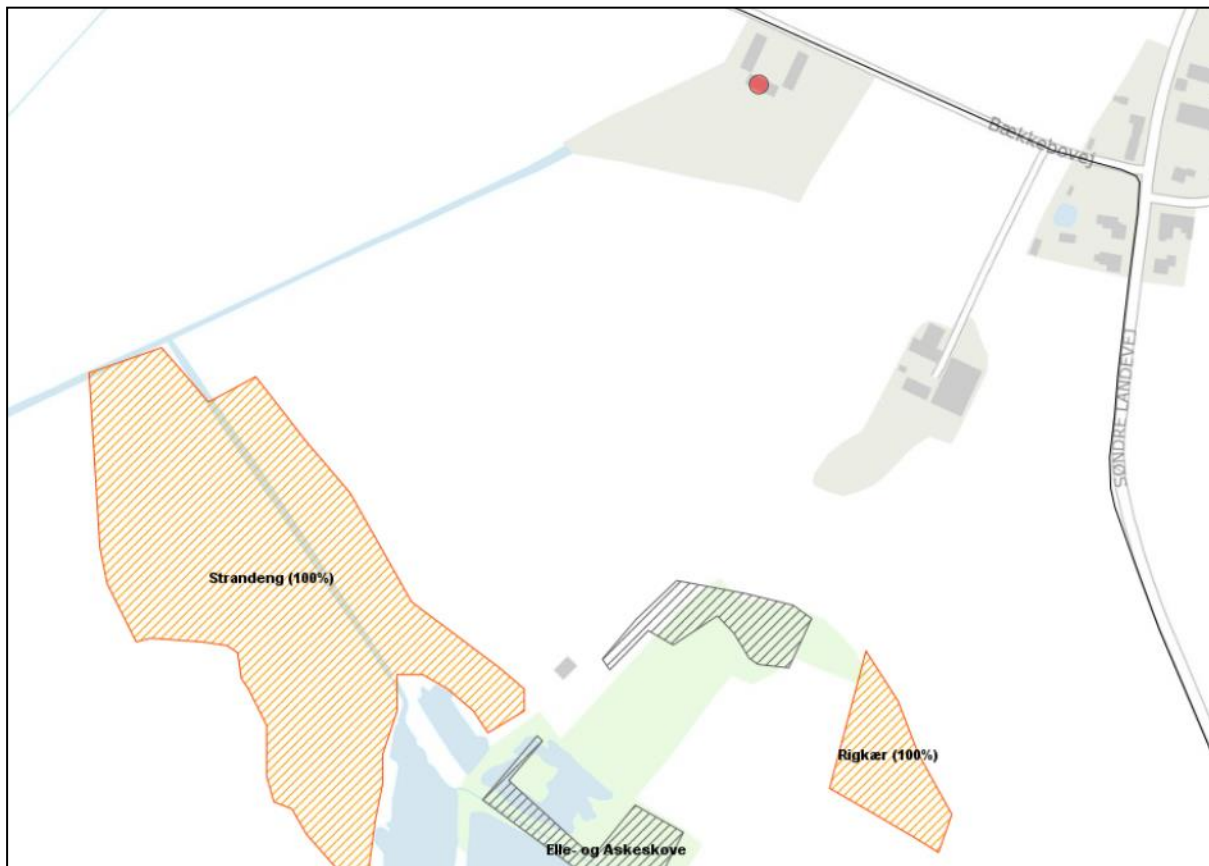 Bækkebovej
SØNDRE LANDEVEJ
Strandeng (100%)
Rigkær (100%)
Elle- og Askeskove